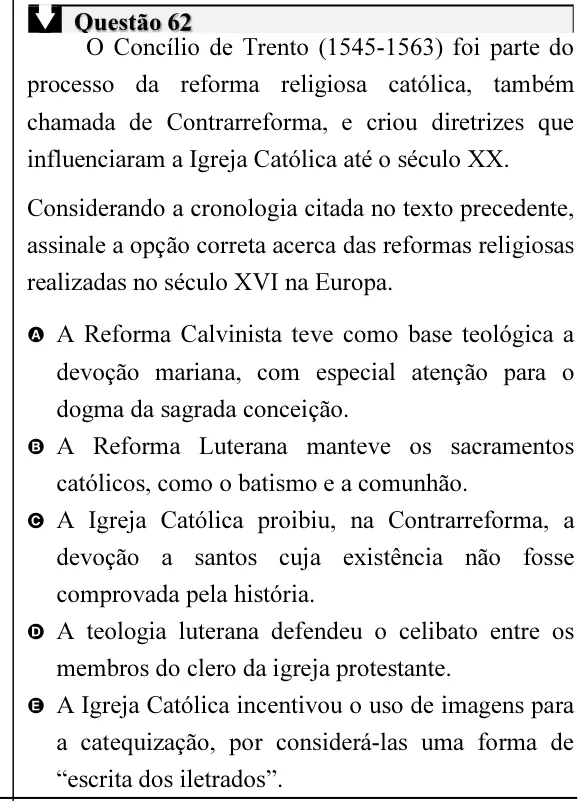 Questão 62
O Concílio de Trento (1545-1563) foi parte do
processo da reforma religiosa católica, também
chamada de Contrarreforma, e criou diretrizes que
influenciaram a Igreja Católica até o século XX.
Considerando a cronologia citada no texto precedente,
assinale a opção correta acerca das reformas religiosas
realizadas no século XVI na Europa.
A A Reforma Calvinista teve como base teológica a
devoção mariana, com especial atenção para o
dogma da sagrada conceição.
B A Reforma Luterana manteve os sacramentos
católicos, como o batismo e a comunhão.
C A Igreja Católica proibiu, na Contrarreforma, a
devoção a santos cuja existência não fosse
comprovada pela história.
D A teologia luterana defendeu o celibato entre os
membros do clero da igreja protestante.
E A Igreja Católica incentivou o uso de imagens para
a catequização, por considerá-las uma forma de
“escrita dos iletrados”.